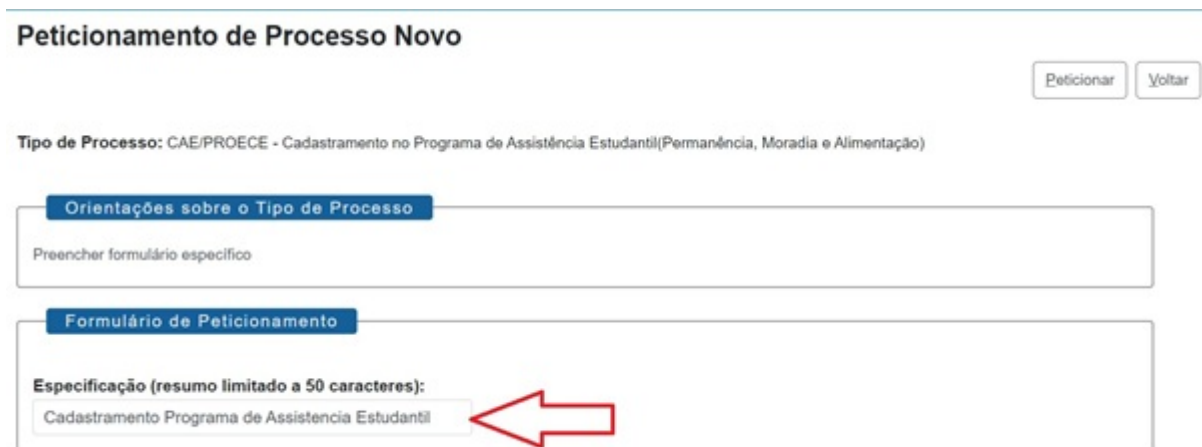 Peticionamento de Processo Novo
Peticionar Voltar
Tipo de Processo: CAE/PROECE - Cadastramento no Programa de Assistência Estudantil(Permanência, Moradia e Alimentação)
Orientações sobre o Tipo de Processo
Preencher formulário específico
Formulário de Peticionamento
Especificação (resumo limitado a 50 caracteres):
Cadastramento Programa de Assistencia Estudantil